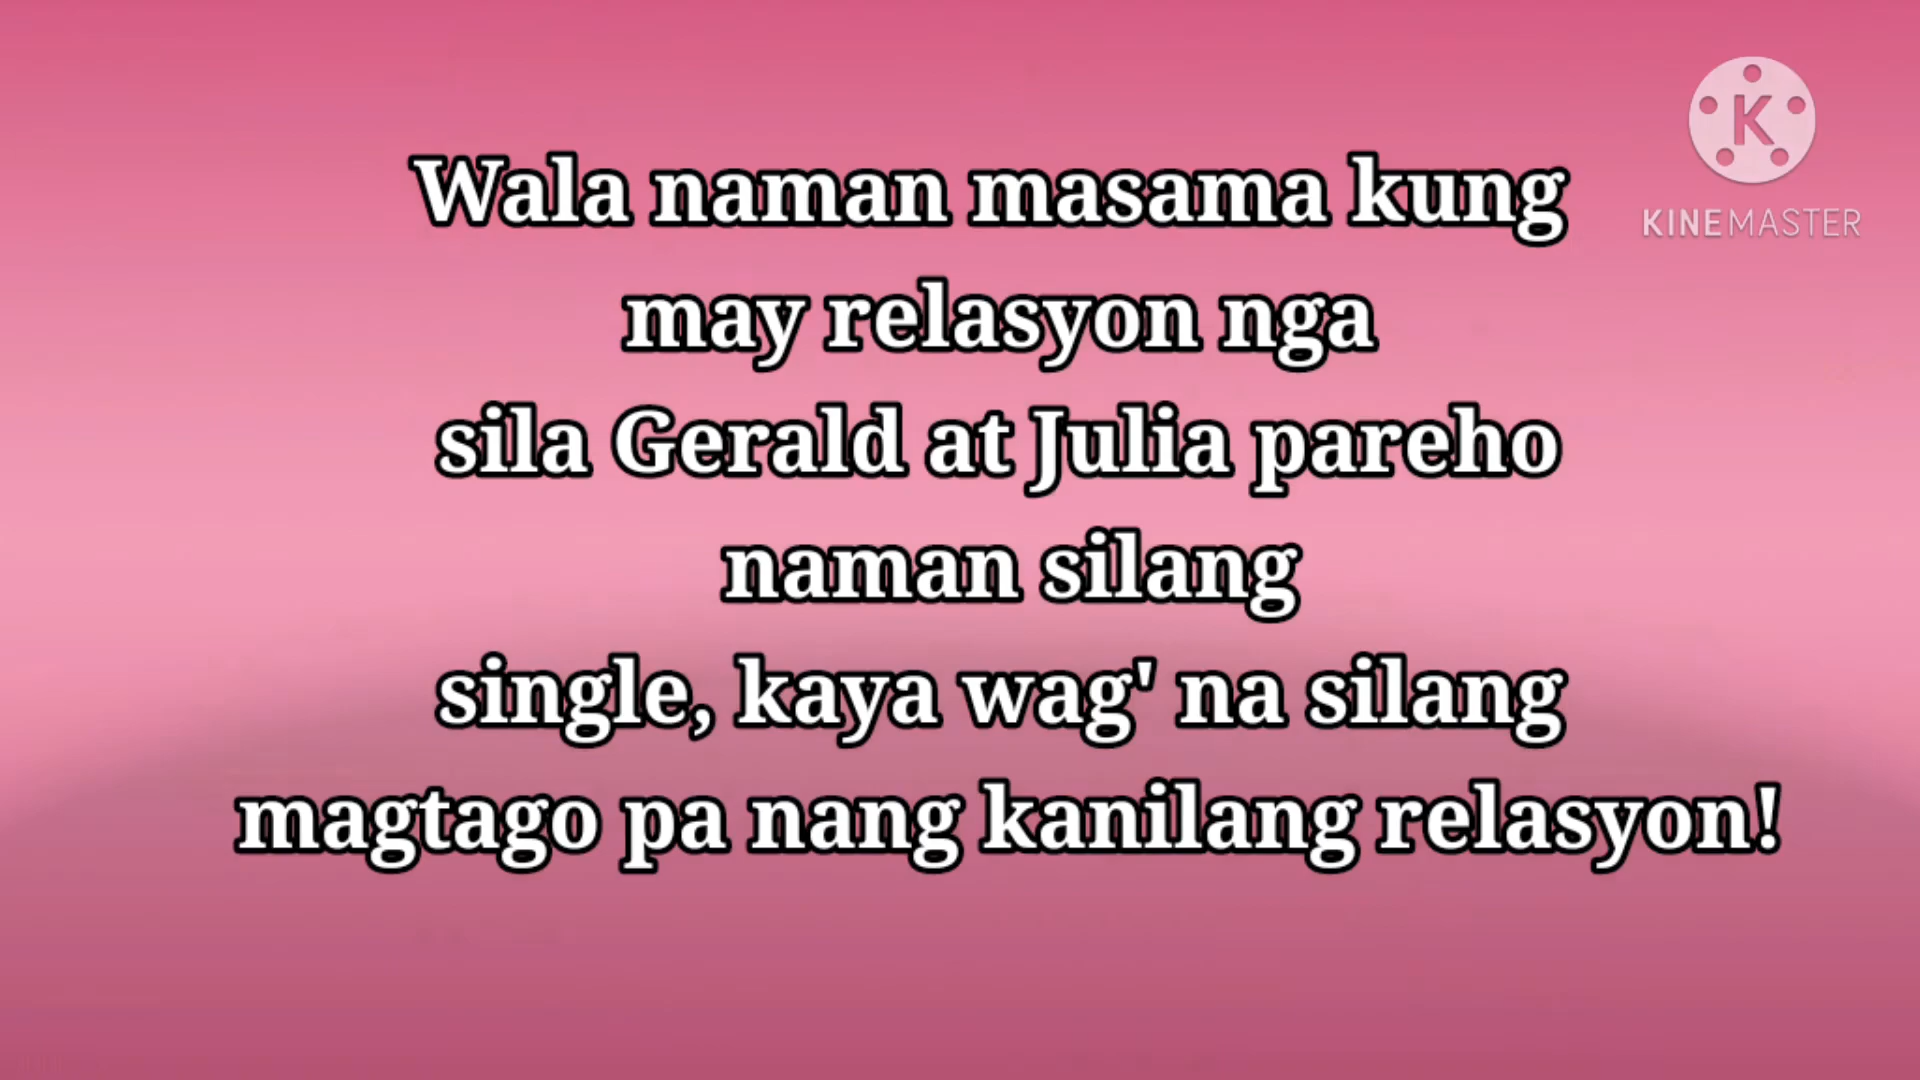 Wala naman masama kung
may relasyon nga
sila Gerald at Julia pareho
naman silang
single, kaya wag' na silang
magtago pa nang kanilang relasyon!
K
KINEMASTER